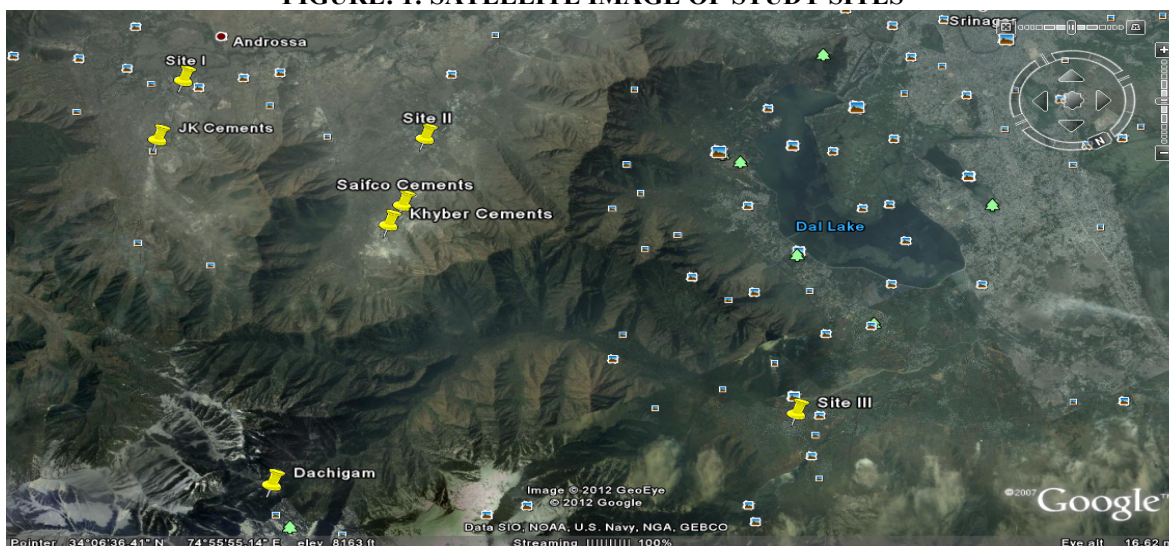 FIGURE: 1. SATELLITE IMAGE OF STUDY SITES
Srinagar
Androssa
Site I
JK Cements
Site II
Saifco Cements
Khyber Cements
Dal Lake
N
Site III
Dachigam
Image © 2012 GeoEye
© 2012 Google
©2007 Google
Data SIO, NOAA, U.S. Navy, NGA, GEBCO
Pointer 34°06'36.41" N 74°55'55.14" E elev 8163 ft Streaming 100% Eye alt 16.62